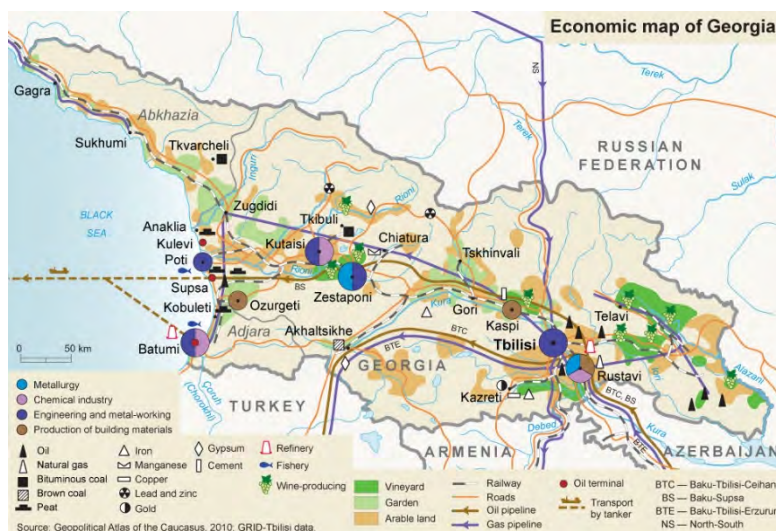 Economic map of Georgia
Gagra
Abkhazia
Sukhumi
Tkvarcheli
Inguri
Terek
Terek
NS
RUSSIAN
FEDERATION
Sulak
BLACK
SEA
Zugdidi
Anaklia
Kulevi
Poti
Tkibuli
Rioni
Kutaisi
Chiatura
Tskhinvali
Rioni
Supsa
BS
Zestaponi
Kobuleti
Ozurgeti
Kura
Gori
Kaspi
Telavi
Adjara
Akhaltsikhe
BTC
BTE
Tbilisi
Batumi
GEORGIA
Iori
Alazani
Rustavi
0 50 km
Çoruh
(Chorokhi)
TURKEY
Kazreti
BTC, BS
Debed
Kura
ARMENIA
BTE
AZERBAIJAN
Metallurgy
Chemical industry
Engineering and metal-working
Production of building materials
Oil
Natural gas
Bituminous coal
Brown coal
Peat
Iron
Manganese
Copper
Lead and zinc
Gold
Gypsum
Cement
Refinery
Fishery
Wine-producing
Vineyard
Garden
Arable land
Railway
Roads
Oil pipeline
Gas pipeline
Oil terminal
Transport
by tanker
BTC — Baku-Tbilisi-Ceihan
BS — Baku-Supsa
BTE — Baku-Tbilisi-Erzurum
NS — North-South
Source: Geopolitical Atlas of the Caucasus, 2010; GRID-Tbilisi data.